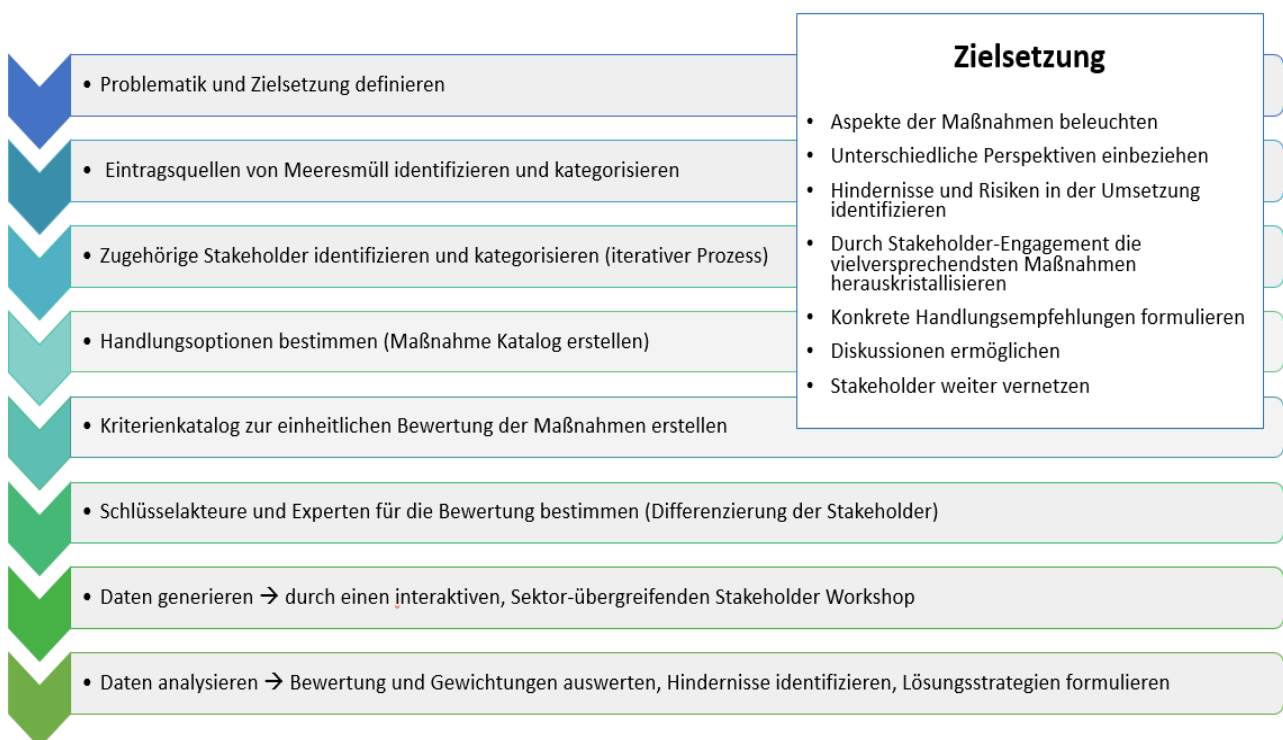 • Problematik und Zielsetzung definieren
• Eintragsquellen von Meeresmüll identifizieren und kategorisieren
• Zugehörige Stakeholder identifizieren und kategorisieren (iterativer Prozess)
• Handlungsoptionen bestimmen (Maßnahme Katalog erstellen)
• Kriterienkatalog zur einheitlichen Bewertung der Maßnahmen erstellen
• Schlüsselakteure und Experten für die Bewertung bestimmen (Differenzierung der Stakeholder)
• Daten generieren → durch einen interaktiven, Sektor-übergreifenden Stakeholder Workshop
• Daten analysieren → Bewertung und Gewichtungen auswerten, Hindernisse identifizieren, Lösungsstrategien formulieren
Zielsetzung
• Aspekte der Maßnahmen beleuchten
• Unterschiedliche Perspektiven einbeziehen
• Hindernisse und Risiken in der Umsetzung
identifizieren
• Durch Stakeholder-Engagement die
vielversprechendsten Maßnahmen
herauskristallisieren
• Konkrete Handlungsempfehlungen formulieren
• Diskussionen ermöglichen
• Stakeholder weiter vernetzen